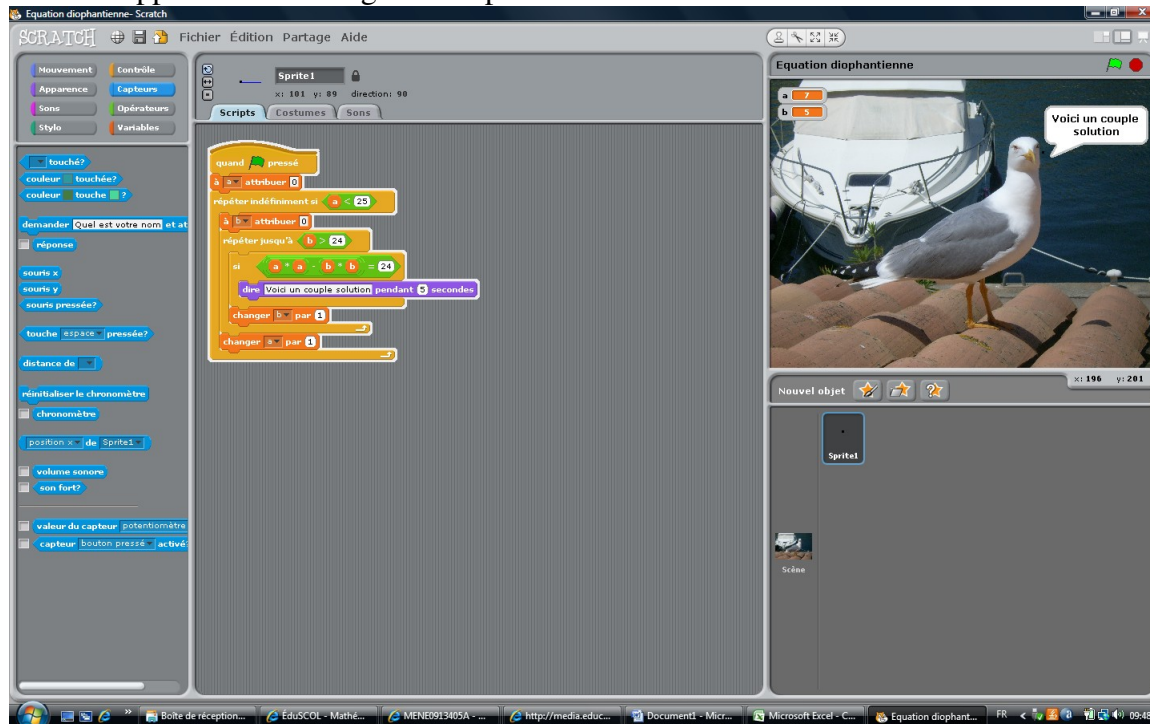 Equation diophantienne- Scratch
SCRATCH Fichier Édition Partage Aide
Mouvement Contrôle
Apparence Capteurs
Sons Opérateurs
Stylo Variables
touché?
couleur touchée?
couleur touche ?
demander Quel est votre nom et at
réponse
souris x
souris y
souris pressée?
touche espace pressée?
distance de
réinitialiser le chronomètre
chronomètre
position x de Sprite1
volume sonore
son fort?
valeur du capteur potentiomètre
capteur bouton pressé activé
Sprite1
x: 101 y: 89 direction: 90
Scripts Costumes Sons
quand pressé
à a attribuer 0
répéter indéfiniment si a < 25
à b attribuer 0
répéter jusqu'à b > 24
si a * a - b * b = 24
dire Voici un couple solution pendant 5 secondes
changer b par 1
changer a par 1
Equation diophantienne
a 7
b 5
Voici un couple
solution
x: 196 y: 201
Nouvel objet
Sprite1
Scène
Boîte de réception... ÉduSCOL - Mathé... MENE0913405A - ... http://media.educ... Document1 - Micr... Microsoft Excel - C... Equation diophant... FR 09:48